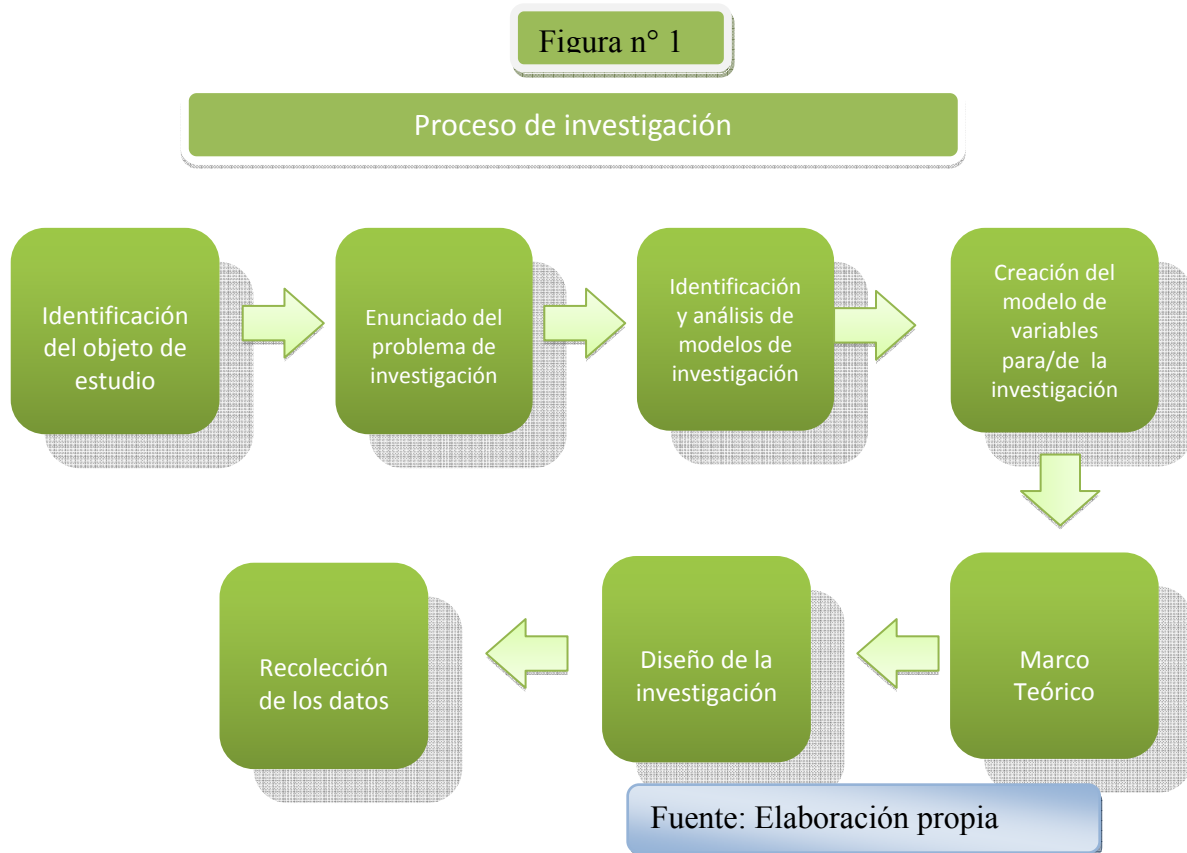 Figura n° 1
Proceso de investigación
Identificación
del objeto de
estudio
Enunciado del
problema de
investigación
Identificación
y análisis de
modelos de
investigación
Creación del
modelo de
variables
para/de la
investigación
Marco
Teórico
Diseño de la
investigación
Recolección
de los datos
Fuente: Elaboración propia